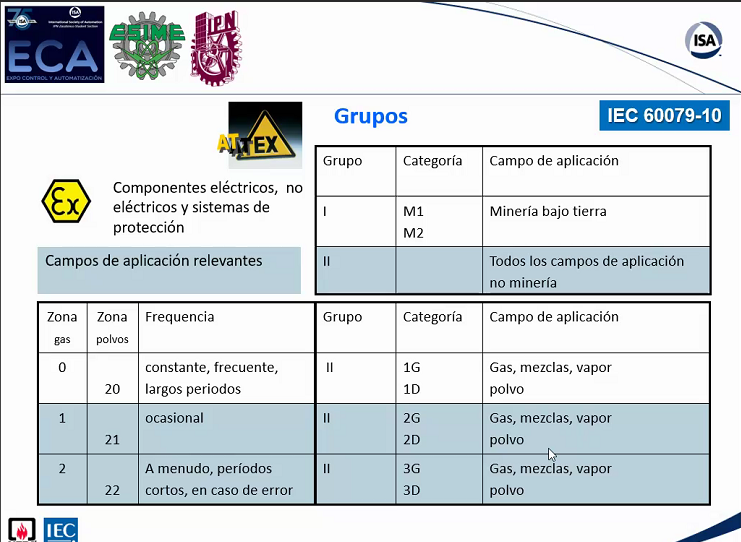 75
ISA
International Society of Automation
ECA
EXPO CONTROL Y AUTOMATIZACIÓN
ESIME
IPN
ISA
Grupos
IEC 60079-10
ATEX
Ex
Componentes eléctricos, no
eléctricos y sistemas de
protección
Campos de aplicación relevantes
Grupo Categoría Campo de aplicación
I M1 Minería bajo tierra
M2
II Todos los campos de aplicación
no minería
Zona Zona Frequencia Grupo Categoría Campo de aplicación
gas polvos
0 constante, frecuente, II 1G Gas, mezclas, vapor
20 largos periodos 1D polvo
1 ocasional II 2G Gas, mezclas, vapor
21 2D polvo
2 A menudo, períodos II 3G Gas, mezclas, vapor
22 cortos, en caso de error 3D polvo
IEC